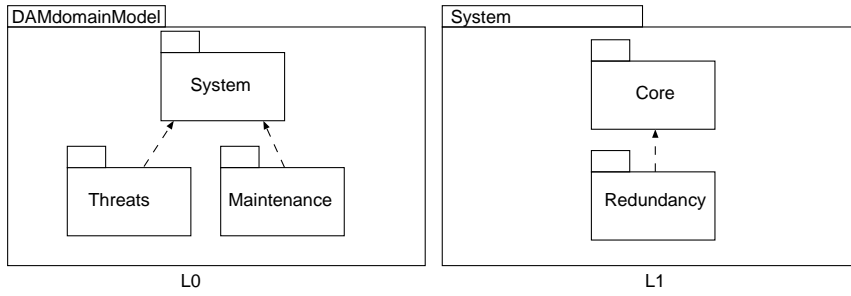 DAMdomainModel
System
Threats
Maintenance
L0
System
Core
Redundancy
L1